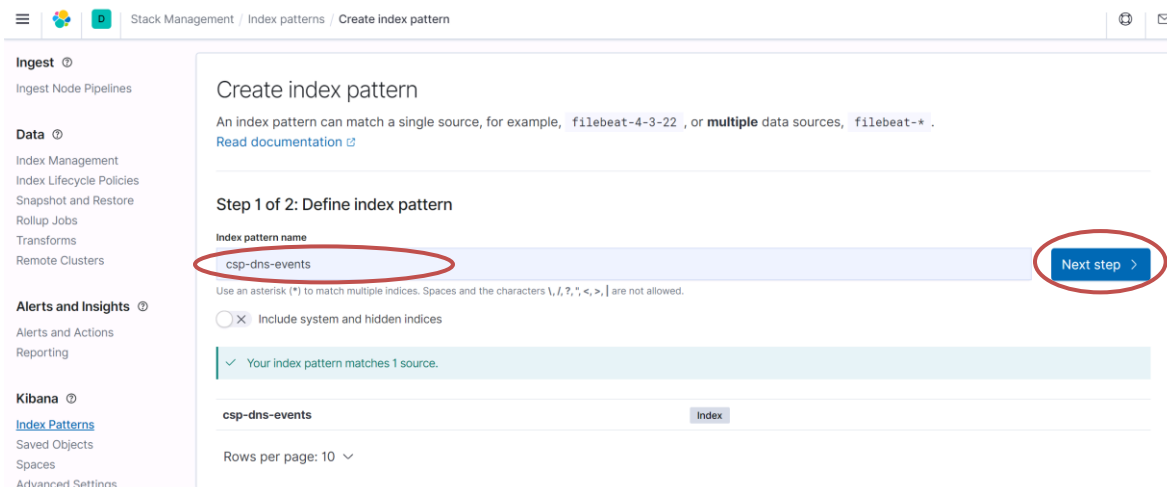 D Stack Management / Index patterns / Create index pattern
Ingest
Ingest Node Pipelines
Data
Index Management
Index Lifecycle Policies
Snapshot and Restore
Rollup Jobs
Transforms
Remote Clusters
Alerts and Insights
Alerts and Actions
Reporting
Kibana
Index Patterns
Saved Objects
Spaces
Advanced Settings
Create index pattern
An index pattern can match a single source, for example, filebeat-4-3-22 , or multiple data sources, filebeat-* .
Read documentation
Step 1 of 2: Define index pattern
Index pattern name
csp-dns-events
Next step >
Use an asterisk (*) to match multiple indices. Spaces and the characters \, /, ?, ", <, >, | are not allowed.
Include system and hidden indices
Your index pattern matches 1 source.
csp-dns-events Index
Rows per page: 10